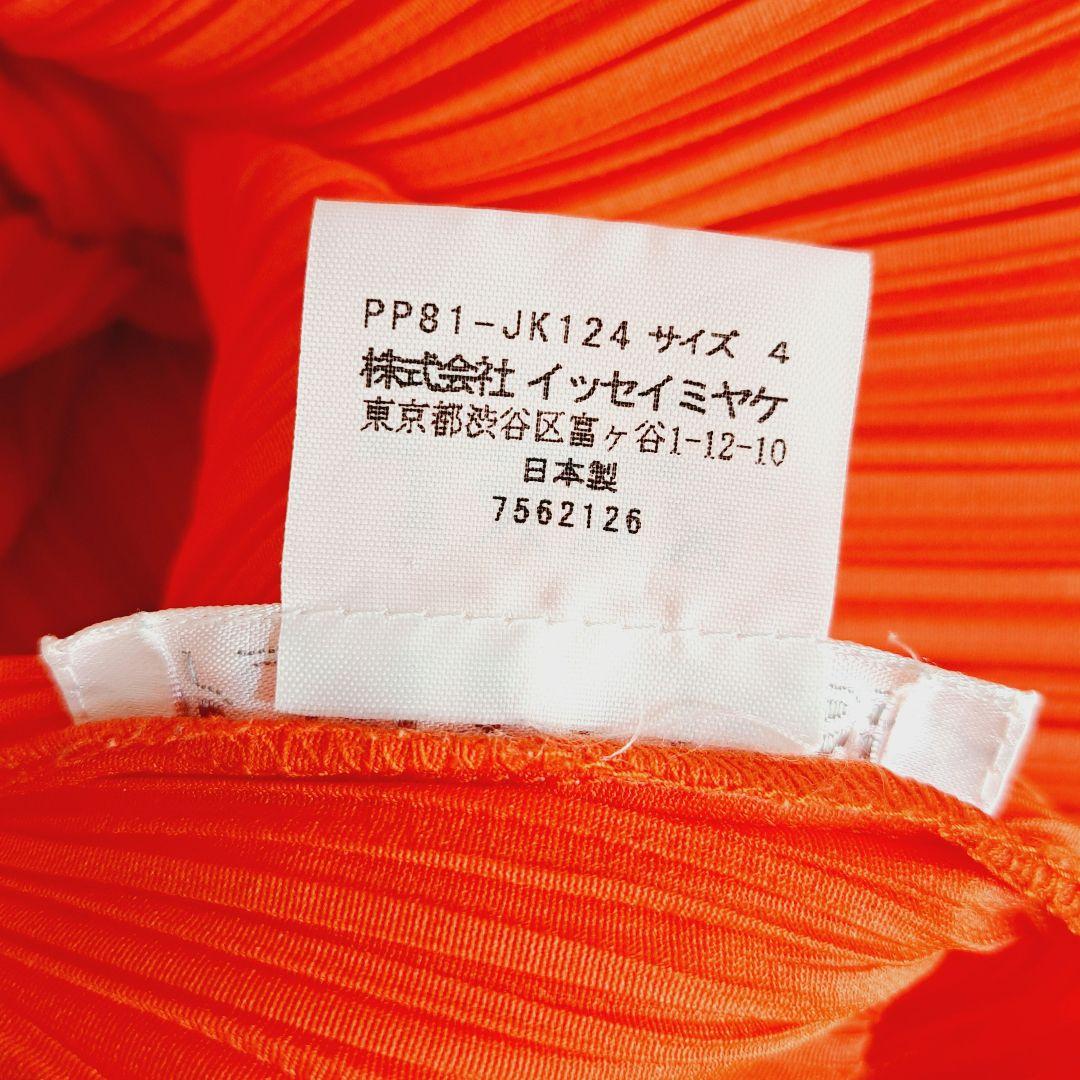 PP81-JK124 サイズ 4
株式会社 イッセイミヤケ
東京都渋谷区富ヶ谷1-12-10
日本製
7562126